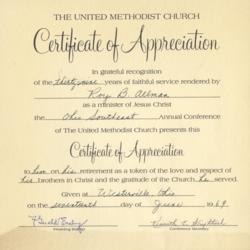 THE UNITED METHODIST CHURCH
Certificate of Appreciation
In grateful recognition
of the thirty-nine years of faithful service rendered
by Roy B. Altman
as a minister of Jesus Christ
the Ohio Southeast Annual Conference
of The United Methodist Church presents this
Certificate of Appreciation
to him on his retirement as a token of the love and respect of
his brothers in Christ and the gratitude of the Church he served.
Given at Westerville, Ohio
on the seventeenth day of June 1969
Presiding Bishop
Conference Secretary